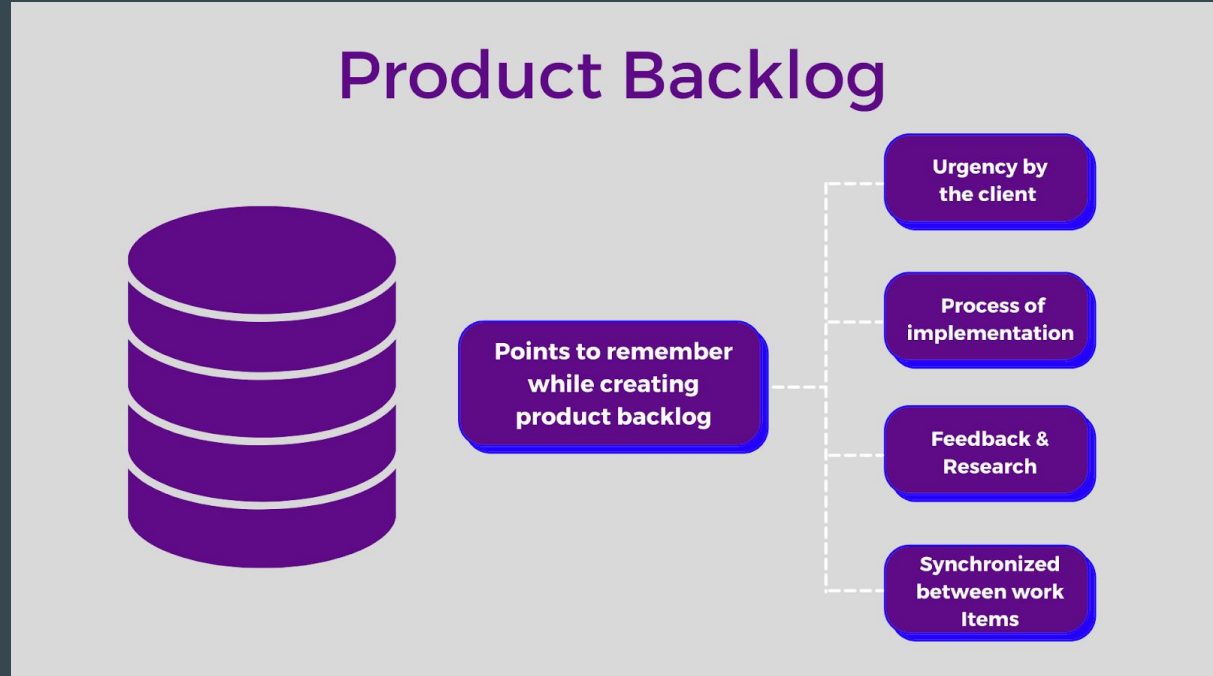 Product Backlog
Urgency by
the client
Process of
implementation
Points to remember
while creating
product backlog
Feedback &
Research
Synchronized
between work
Items